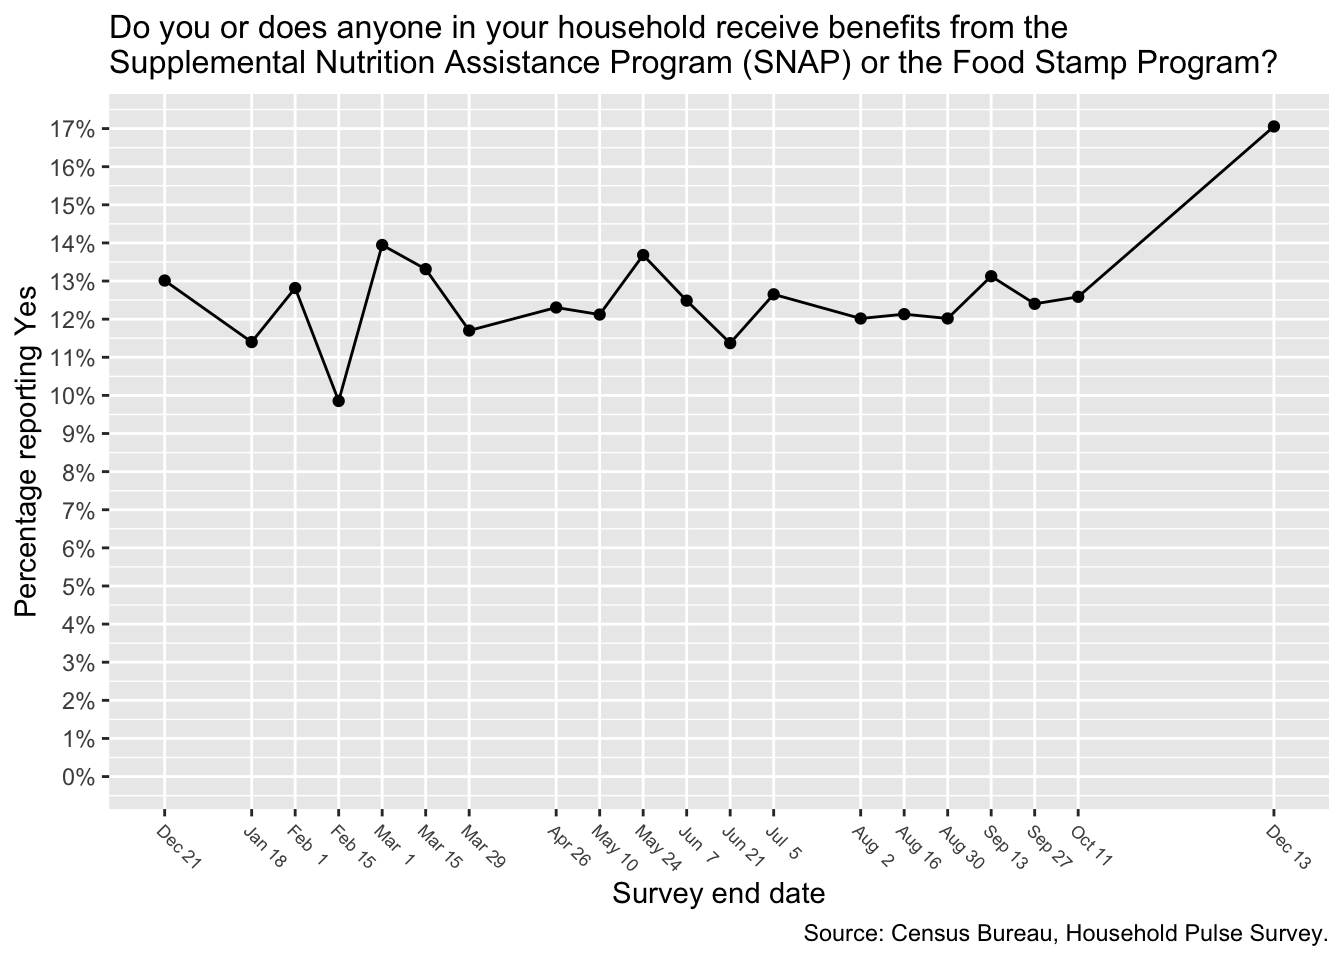 Do you or does anyone in your household receive benefits from the
Supplemental Nutrition Assistance Program (SNAP) or the Food Stamp Program?
Percentage reporting Yes
17%
16%
15%
14%
13%
12%
11%
10%
9%
8%
7%
6%
5%
4%
3%
2%
1%
0%
Dec 21
Jan 18
Feb 1
Feb 15
Mar 1
Mar 15
Mar 29
Apr 26
May 10
May 24
Jun 7
Jun 21
Jul 5
Aug 2
Aug 16
Aug 30
Sep 13
Sep 27
Oct 11
Dec 13
Survey end date
Source: Census Bureau, Household Pulse Survey.